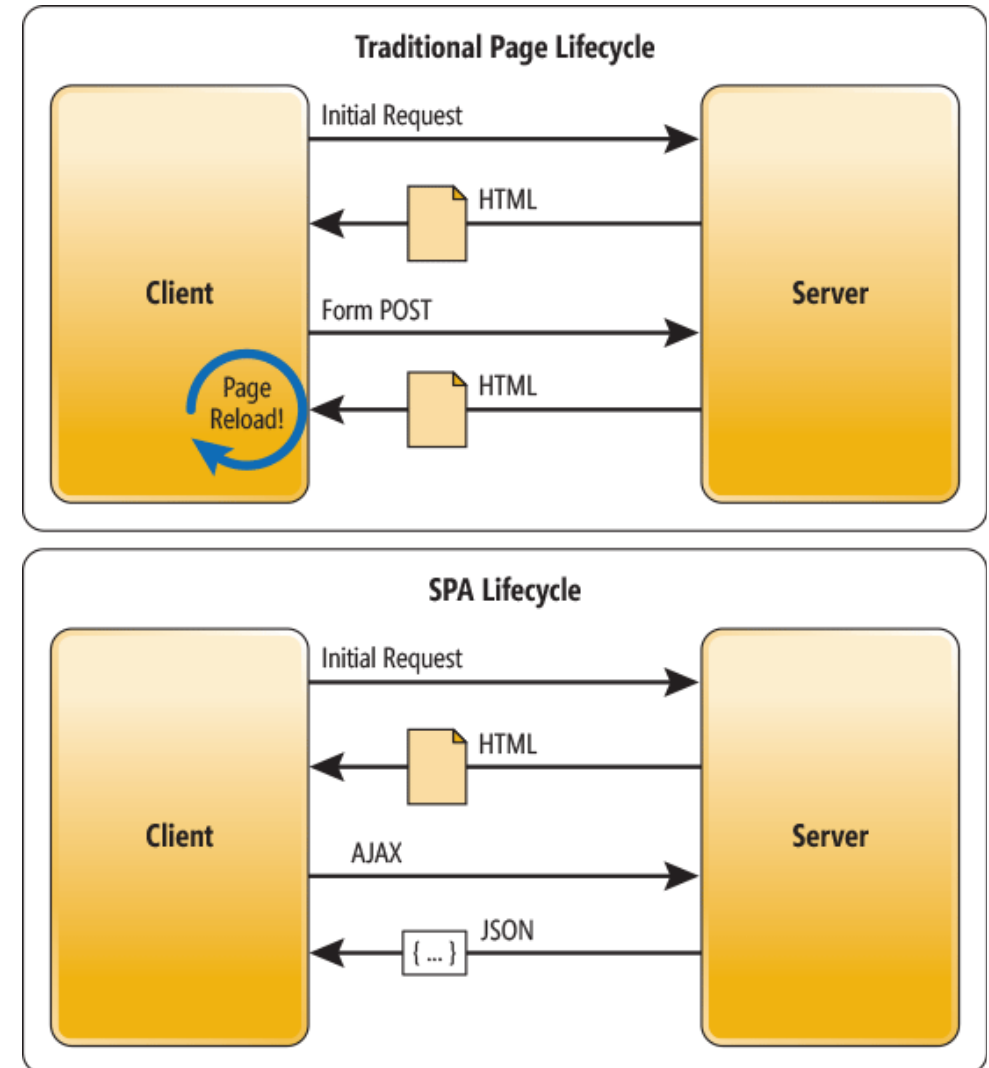 Traditional Page Lifecycle
Initial Request
HTML
Client
Server
Form POST
HTML
Page
Reload!
SPA Lifecycle
Initial Request
HTML
Client
Server
AJAX
JSON
{ ... }